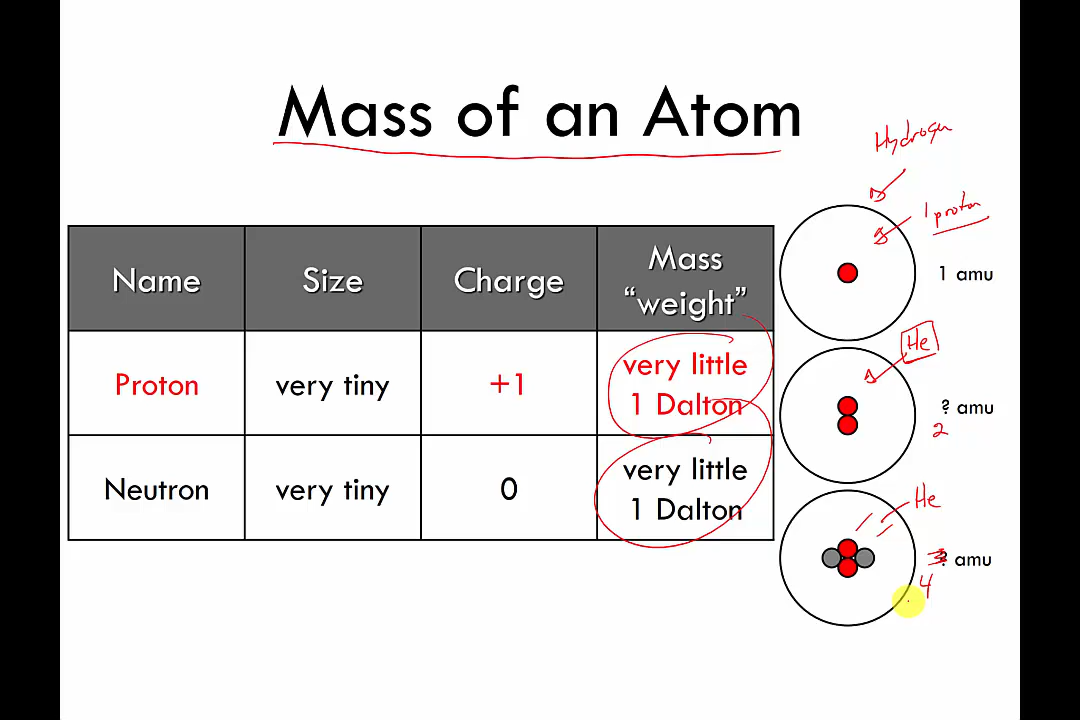 Mass of an Atom
Hydrogen
1 proton
1 amu
Name Size Charge Mass "weight"
Proton very tiny +1 very little 1 Dalton
Neutron very tiny 0 very little 1 Dalton
He
? amu
2
He
? amu
4